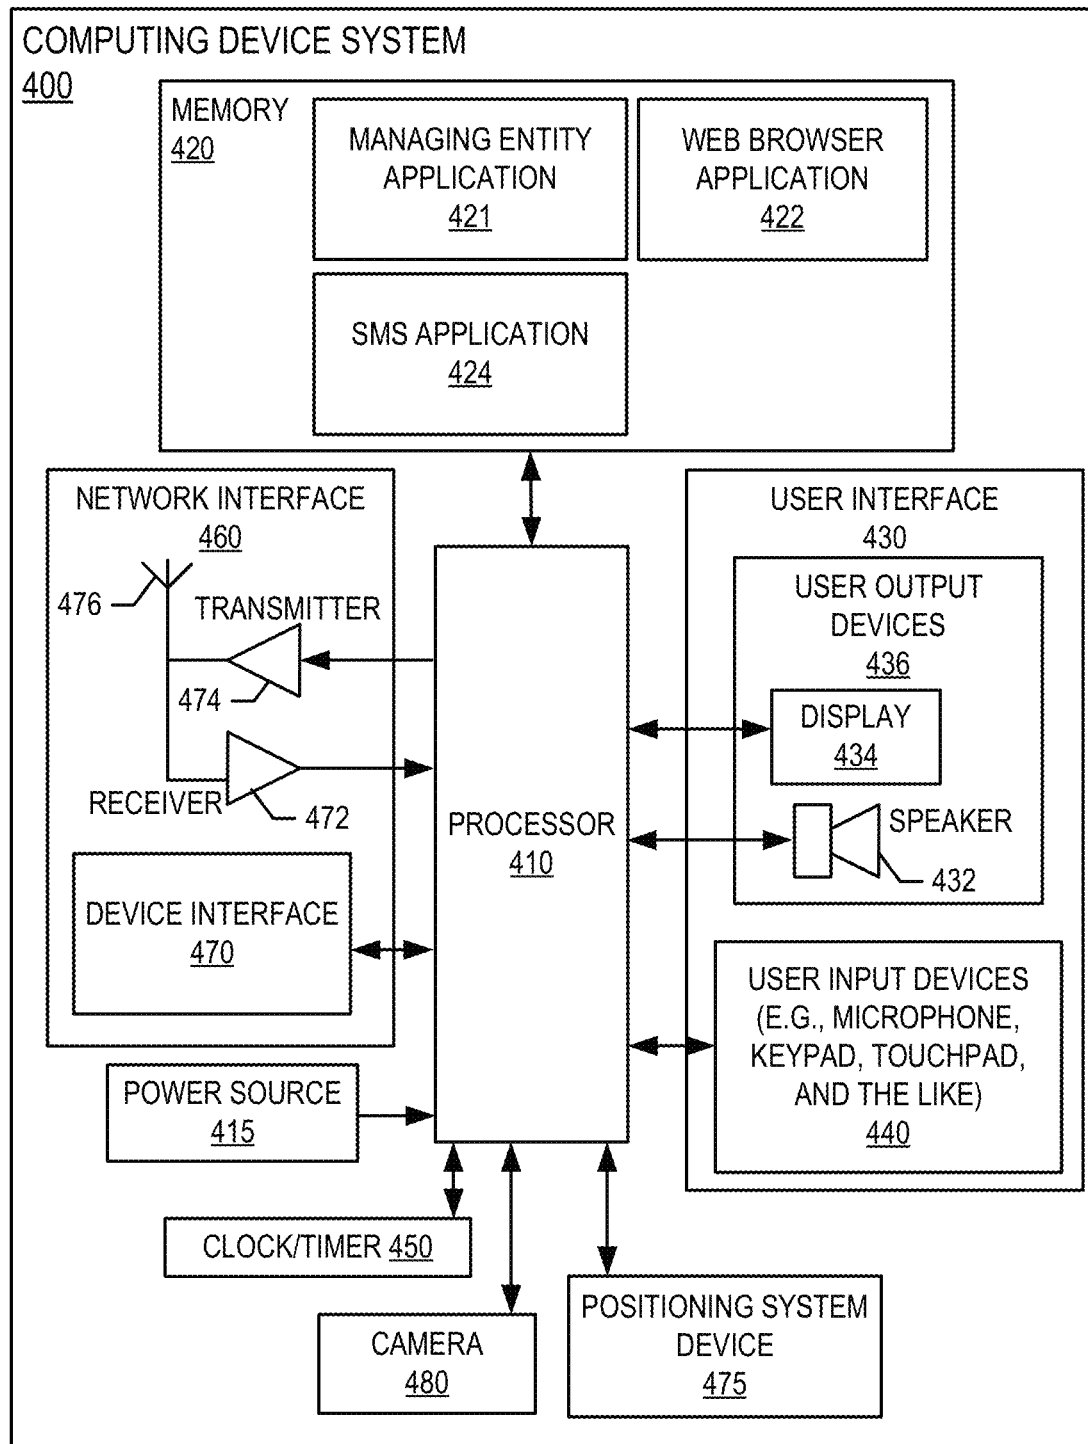 COMPUTING DEVICE SYSTEM
400
MEMORY
420
MANAGING ENTITY
APPLICATION
421
WEB BROWSER
APPLICATION
422
SMS APPLICATION
424
NETWORK INTERFACE
460
476
TRANSMITTER
474
RECEIVER
472
DEVICE INTERFACE
470
PROCESSOR
410
USER INTERFACE
430
USER OUTPUT
DEVICES
436
DISPLAY
434
SPEAKER
432
USER INPUT DEVICES
(E.G., MICROPHONE,
KEYPAD, TOUCHPAD,
AND THE LIKE)
440
POWER SOURCE
415
CLOCK/TIMER 450
CAMERA
480
POSITIONING SYSTEM
DEVICE
475